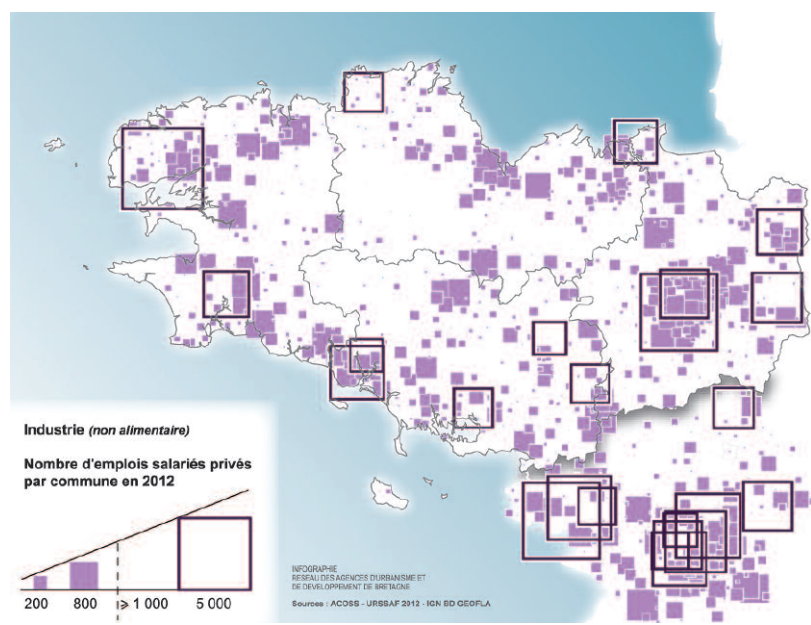 Industrie (non alimentaire)
Nombre d'emplois salariés privés
par commune en 2012
200 800 ≥ 1 000 5 000
INFOGRAPHIE
RESEAU DES AGENCES D'URBANISME ET
DE DEVELOPPEMENT DE BRETAGNE
Sources : ACOSS - URSSAF 2012 - IGN BD GEOFLA